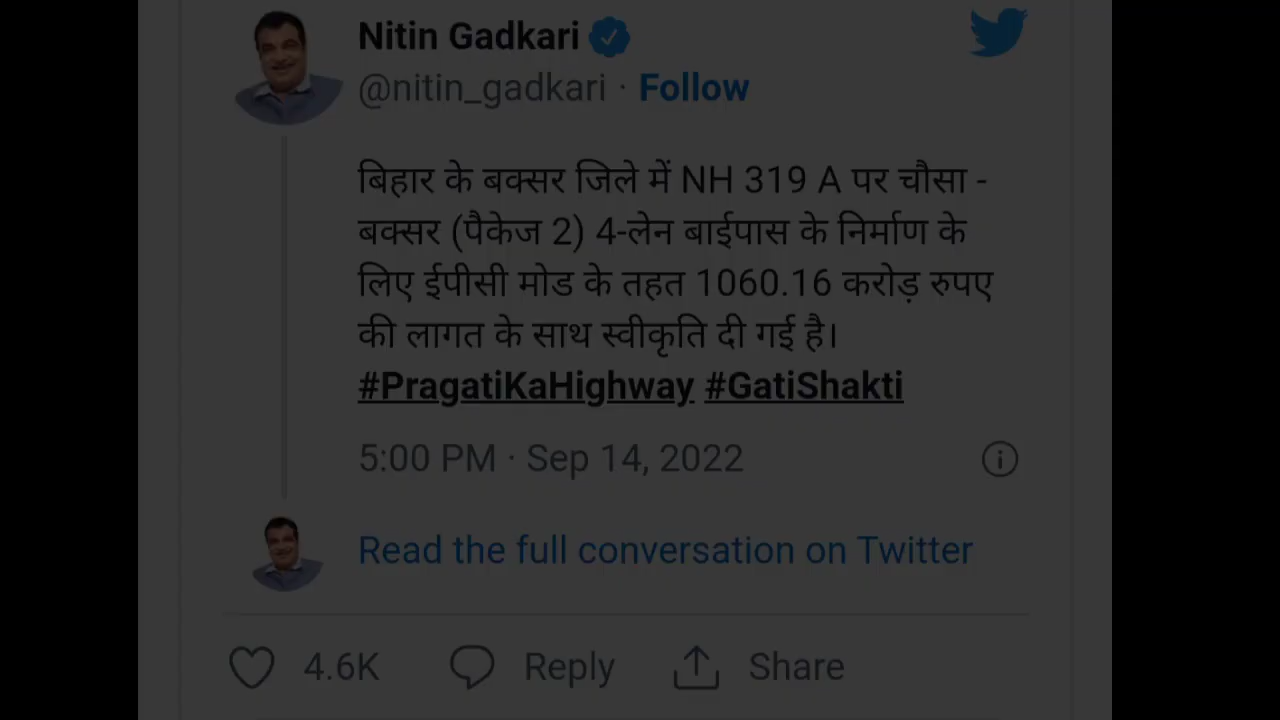 Nitin Gadkari
@nitin_gadkari · Follow
बिहार के बक्सर जिले में NH 319 A पर चौसा -
बक्सर (पैकेज 2) 4-लेन बाईपास के निर्माण के
लिए ईपीसी मोड के तहत 1060.16 करोड़ रुपए
की लागत के साथ स्वीकृति दी गई है।
#PragatiKaHighway #GatiShakti
5:00 PM · Sep 14, 2022
Read the full conversation on Twitter
4.6K Reply Share